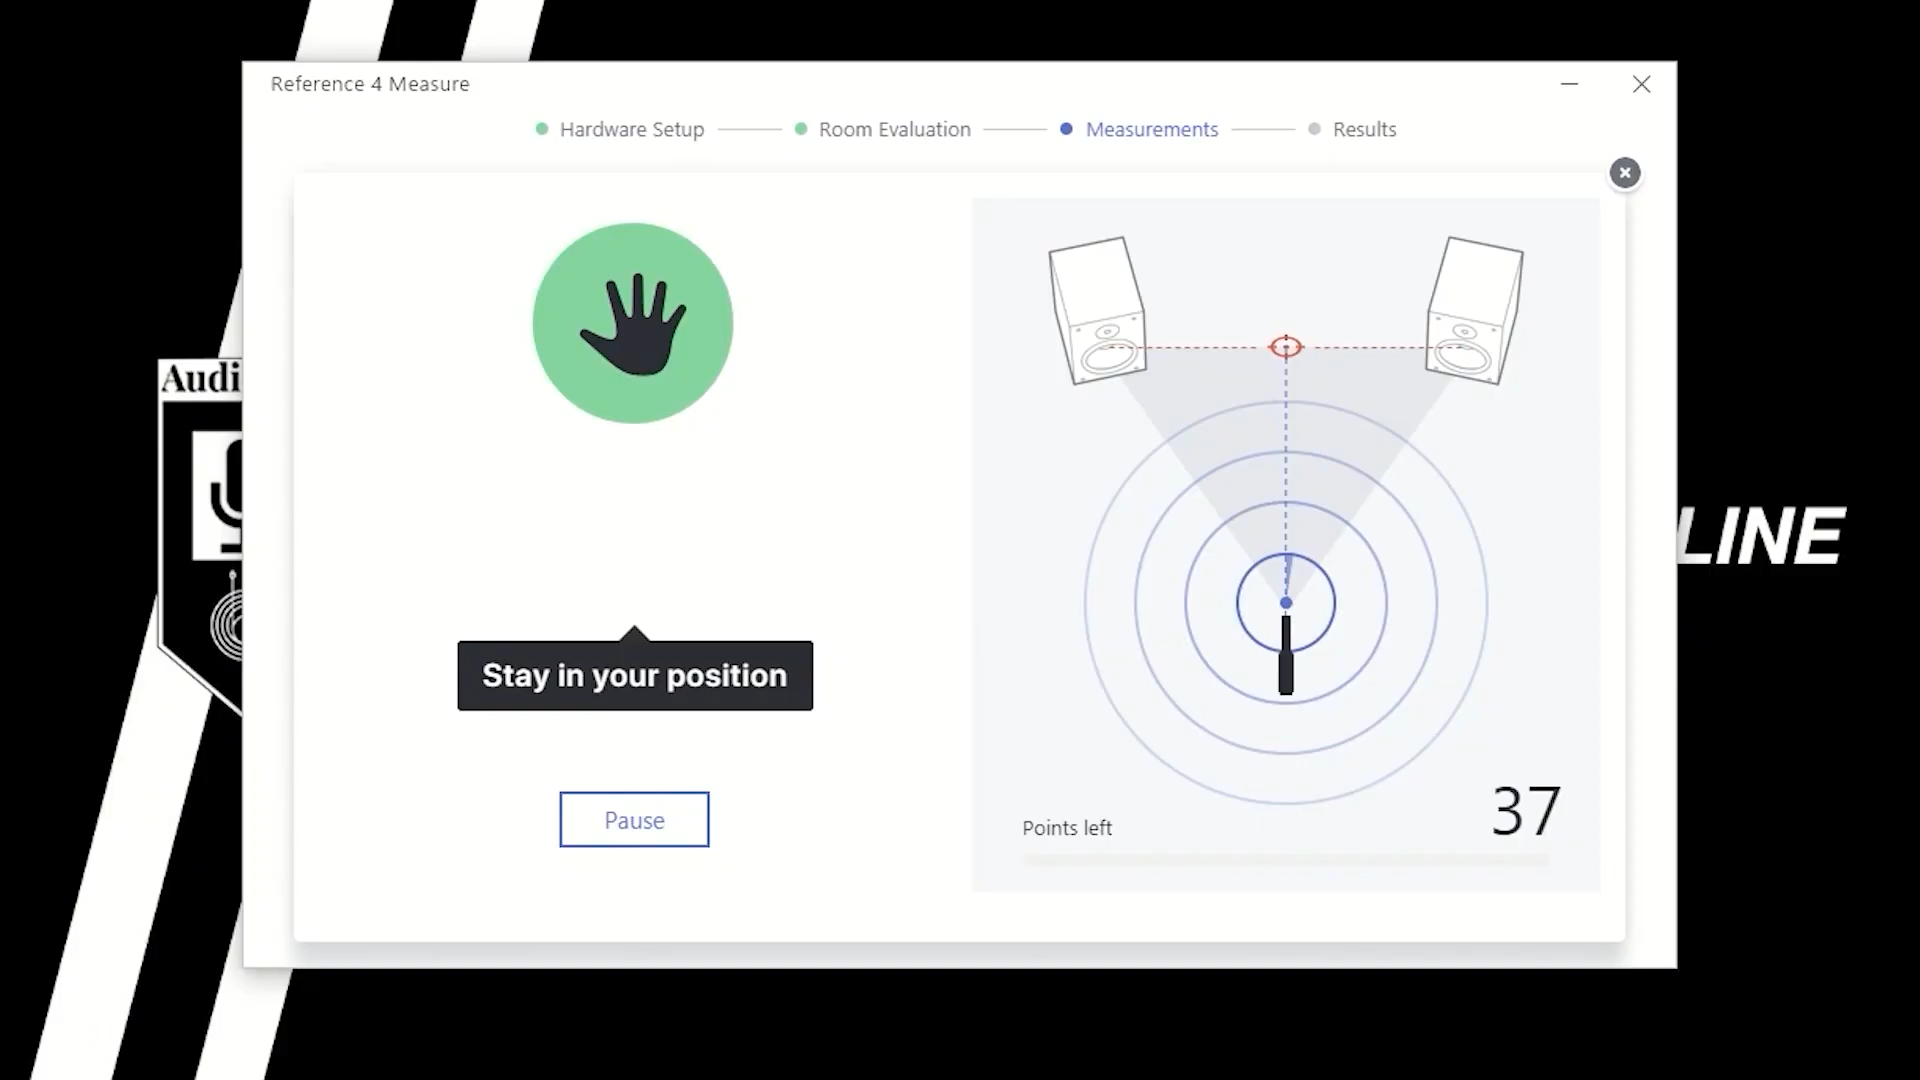 Reference 4 Measure
Hardware Setup
Room Evaluation
Measurements
Results
Audi
LINE
Stay in your position
Pause
Points left
37